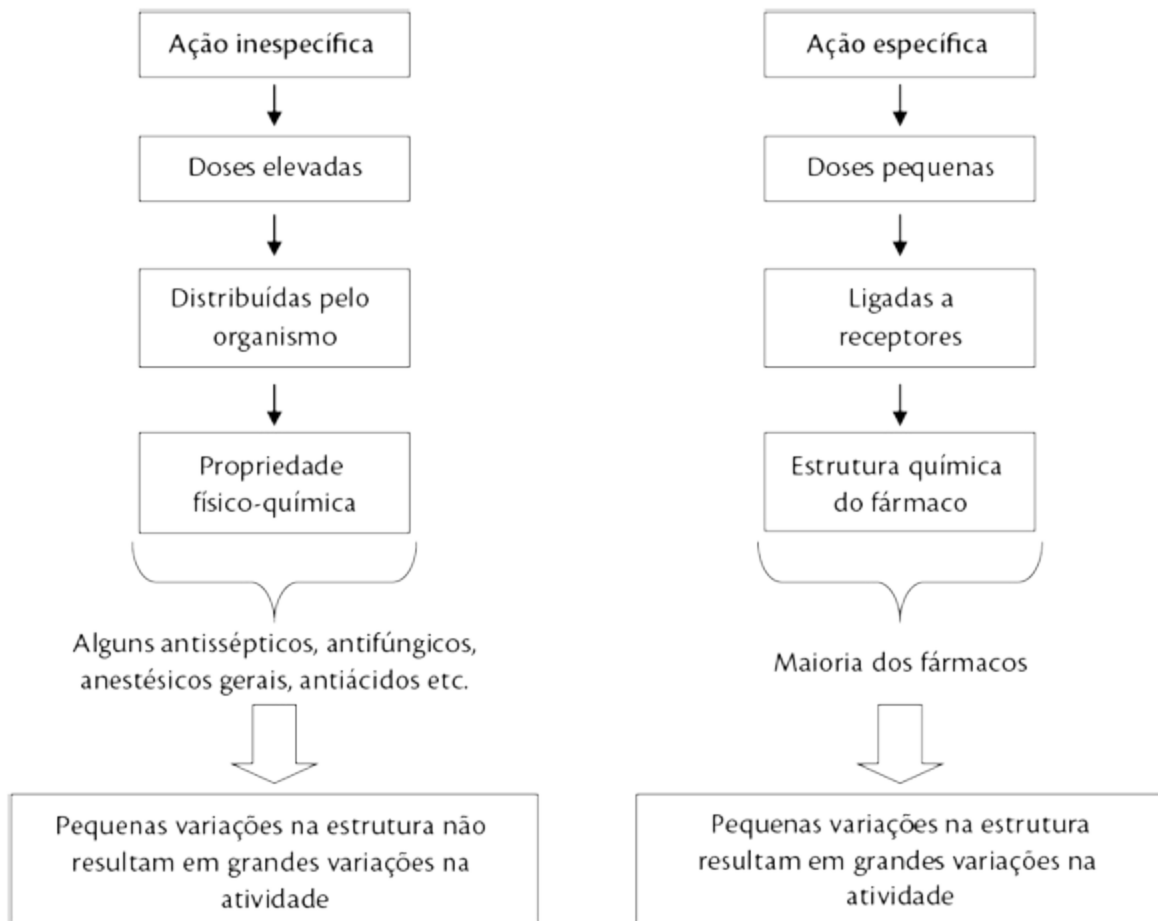 Ação inespecífica
Doses elevadas
Distribuídas pelo
organismo
Propriedade
físico-química
Alguns antissépticos, antifúngicos,
anestésicos gerais, antiácidos etc.
Pequenas variações na estrutura não
resultam em grandes variações na
atividade
Ação específica
Doses pequenas
Ligadas a
receptores
Estrutura química
do fármaco
Maioria dos fármacos
Pequenas variações na estrutura
resultam em grandes variações na
atividade